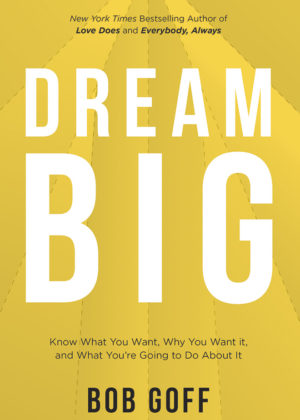 New York Times Bestselling Author of
Love Does and Everybody, Always
DREAM
BIG
Know What You Want, Why You Want it,
and What You're Going to Do About It
BOB GOFF